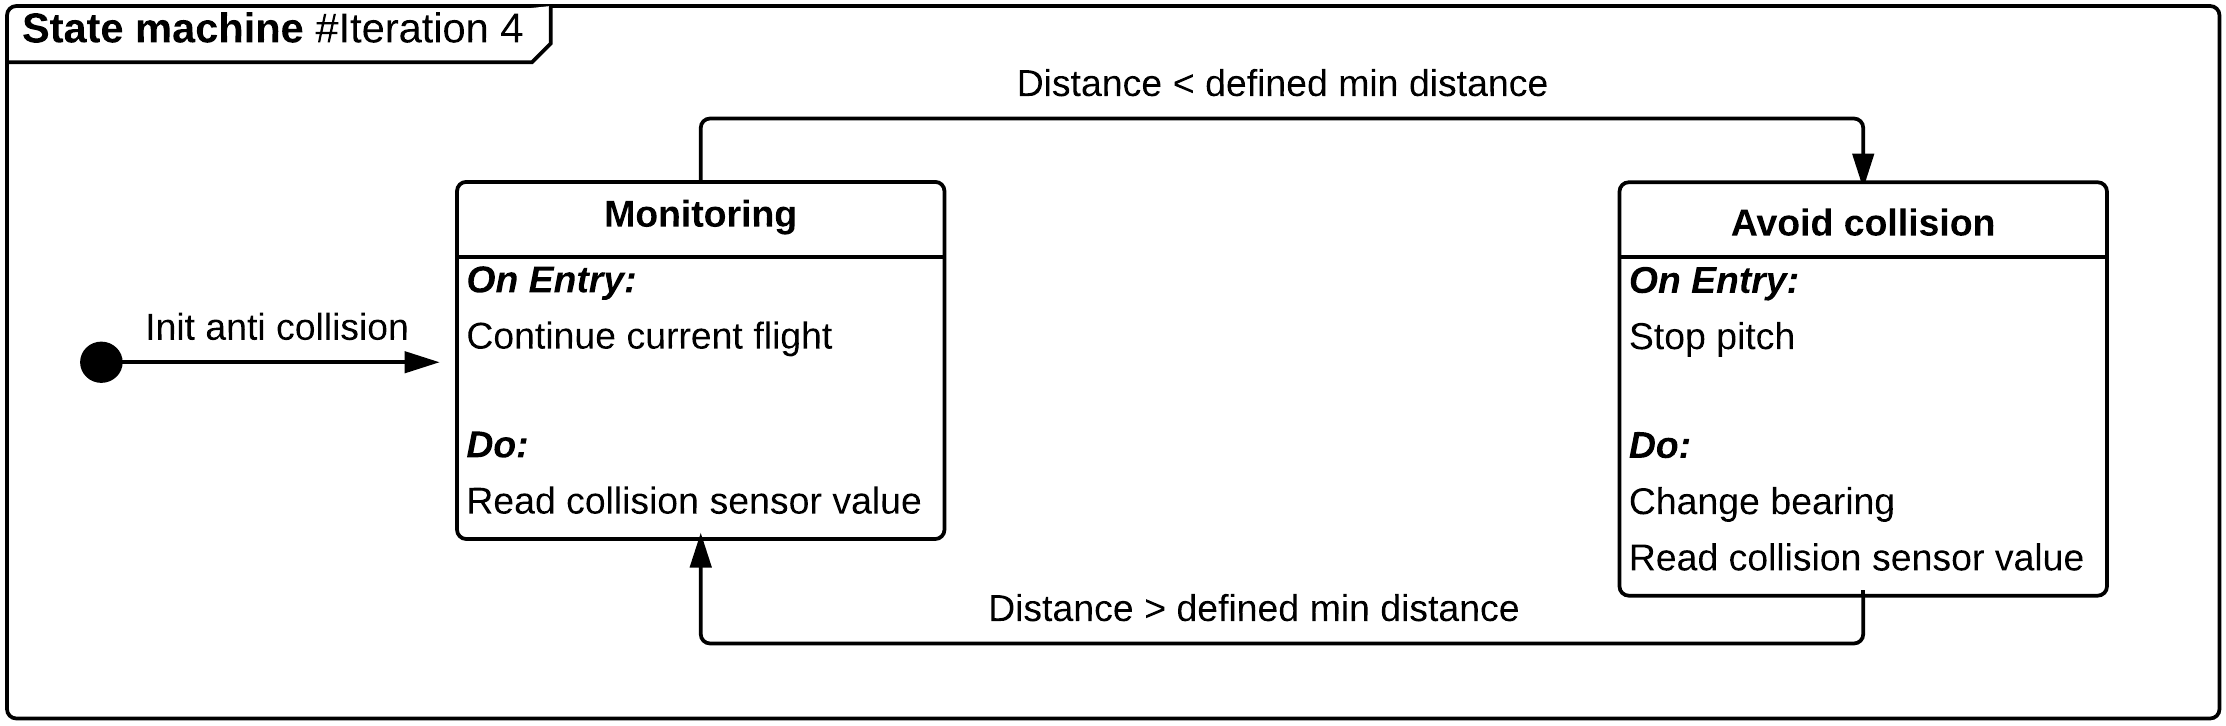 State machine #Iteration 4
Distance < defined min distance
Init anti collision
Monitoring
On Entry:
Continue current flight
Do:
Read collision sensor value
Avoid collision
On Entry:
Stop pitch
Do:
Change bearing
Read collision sensor value
Distance > defined min distance